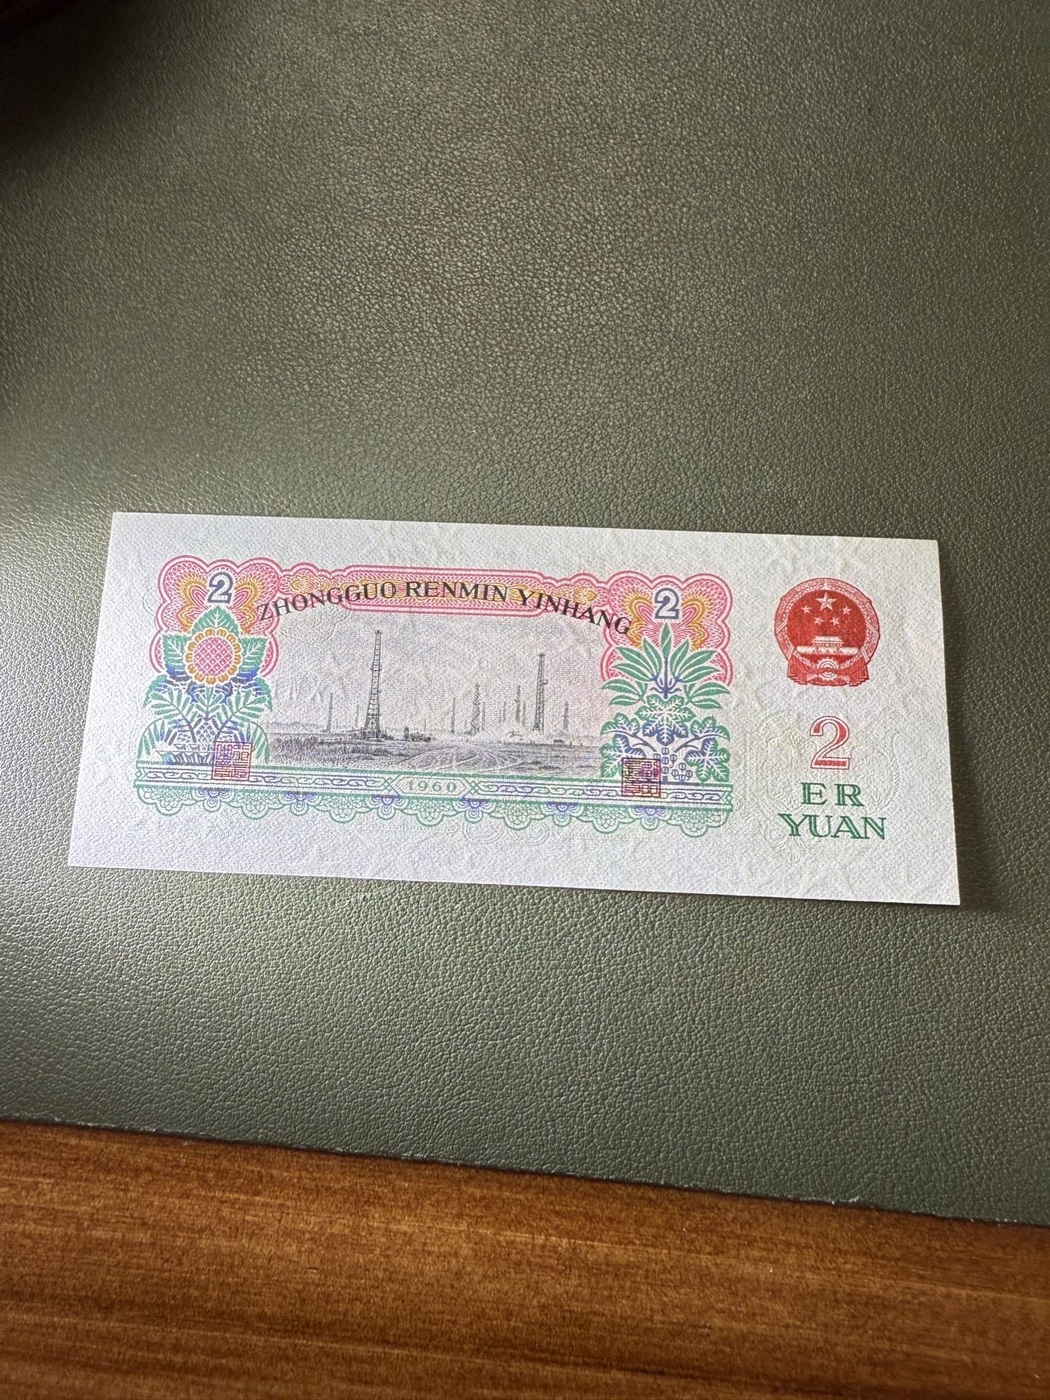 2
ZHONGGUO RENMIN YINHANG
2
1960
2
ER
YUAN